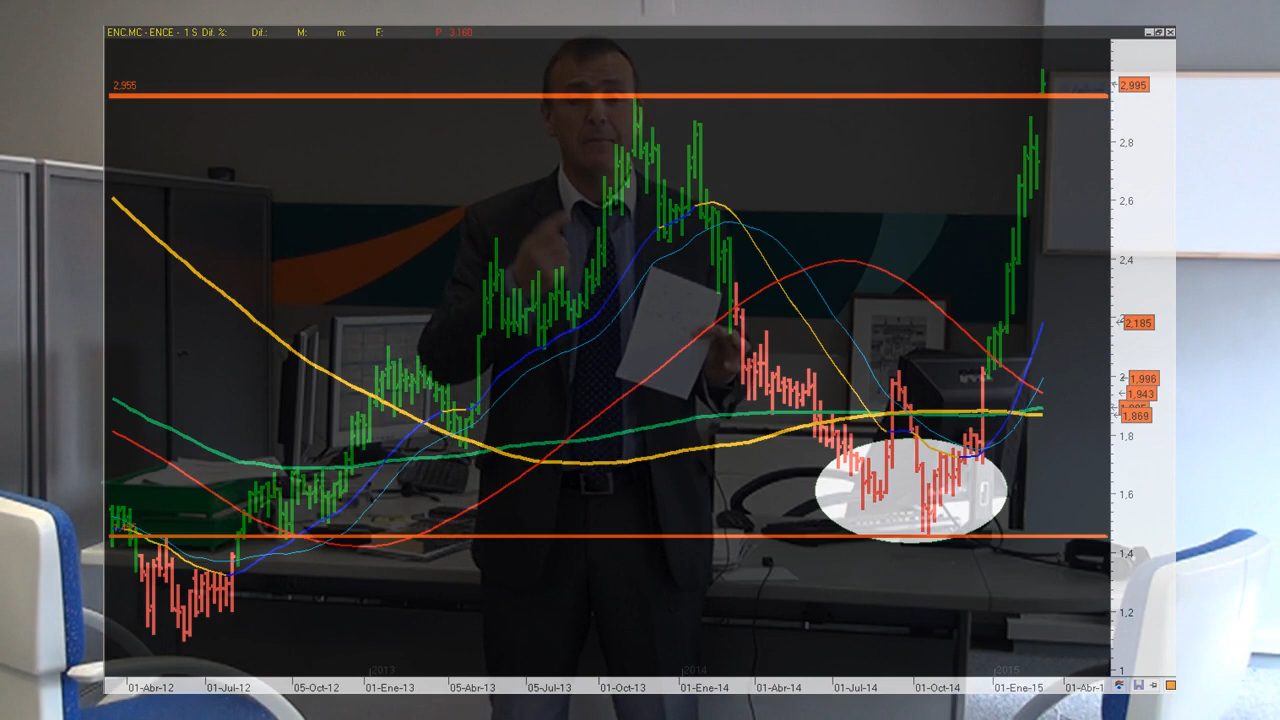 ENC.MC - ENCE - 1 S Dif. %: Dif.: M: m: F: P 3,160
2,955
2,995
2,8
2,6
2,4
2,185
2
1,996
1,943
1,869
1,8
1,6
1,4
1,2
1
2013
2014
2015
01-Abr-12
01-Jul-12
05-Oct-12
01-Ene-13
05-Abr-13
05-Jul-13
01-Oct-13
01-Ene-14
01-Abr-14
01-Jul-14
01-Oct-14
01-Ene-15
01-Abr-1